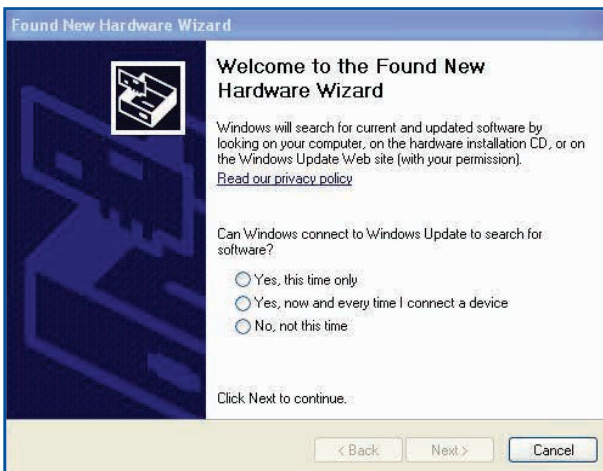 Found New Hardware Wizard
Welcome to the Found New
Hardware Wizard
Windows will search for current and updated software by
looking on your computer, on the hardware installation CD, or on
the Windows Update Web site (with your permission).
Read our privacy policy
Can Windows connect to Windows Update to search for
software?
Yes, this time only
Yes, now and every time I connect a device
No, not this time
Click Next to continue.
< Back
Next >
Cancel